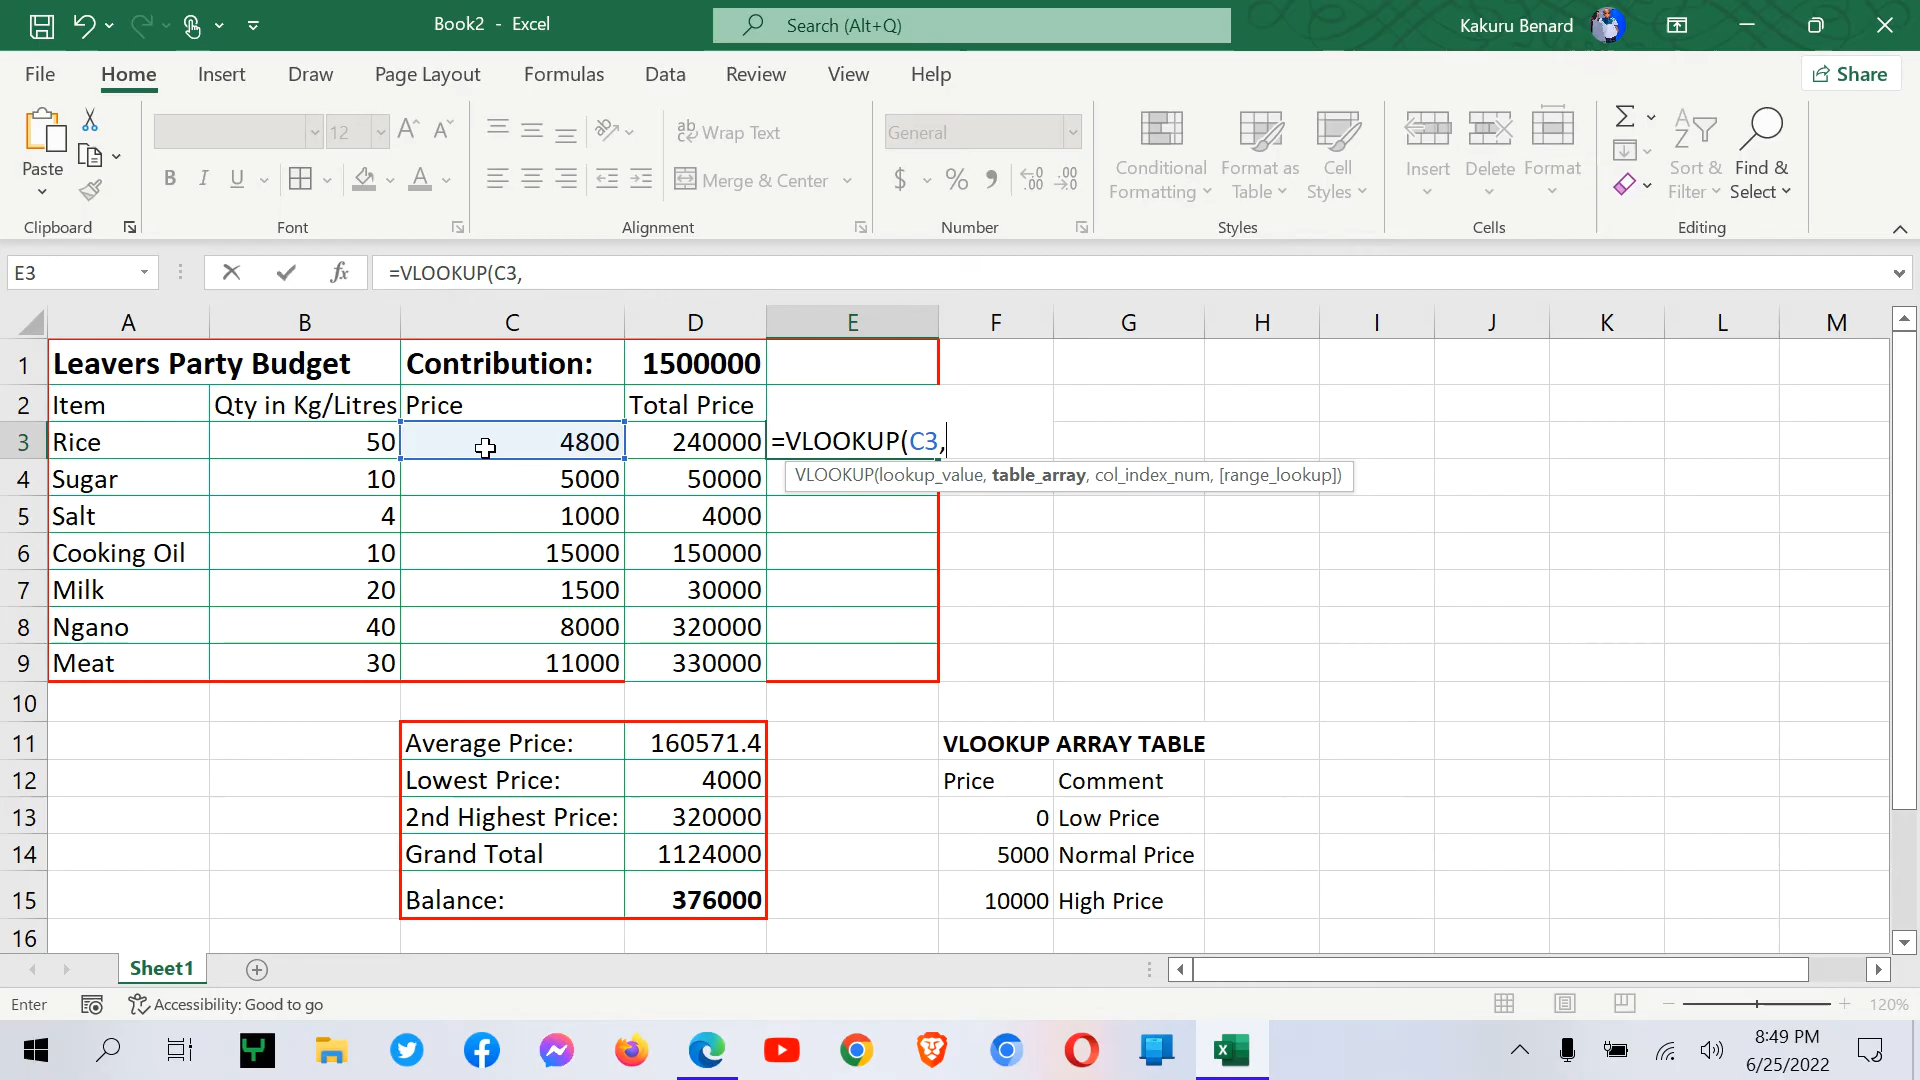 Book2 - Excel
Search (Alt+Q)
Kakuru Benard
File Home Insert Draw Page Layout Formulas Data Review View Help
Share
Paste
12
Wrap Text
Merge & Center
General
Conditional Formatting
Format as Table
Cell Styles
Insert
Delete
Format
Sort & Filter
Find & Select
Clipboard Font Alignment Number Styles Cells Editing
E3
=VLOOKUP(C3,
A B C D E F G H I J K L M
1 Leavers Party Budget Contribution: 1500000
2 Item Qty in Kg/Litres Price Total Price
3 Rice 50 4800 240000 =VLOOKUP(C3,
VLOOKUP(lookup_value, table_array, col_index_num, [range_lookup])
4 Sugar 10 5000 50000
5 Salt 4 1000 4000
6 Cooking Oil 10 15000 150000
7 Milk 20 1500 30000
8 Ngano 40 8000 320000
9 Meat 30 11000 330000
10
11 Average Price: 160571.4 VLOOKUP ARRAY TABLE
12 Lowest Price: 4000 Price Comment
13 2nd Highest Price: 320000 0 Low Price
14 Grand Total 1124000 5000 Normal Price
15 Balance: 376000 10000 High Price
16
Sheet1
Enter
Accessibility: Good to go
120%
8:49 PM
6/25/2022